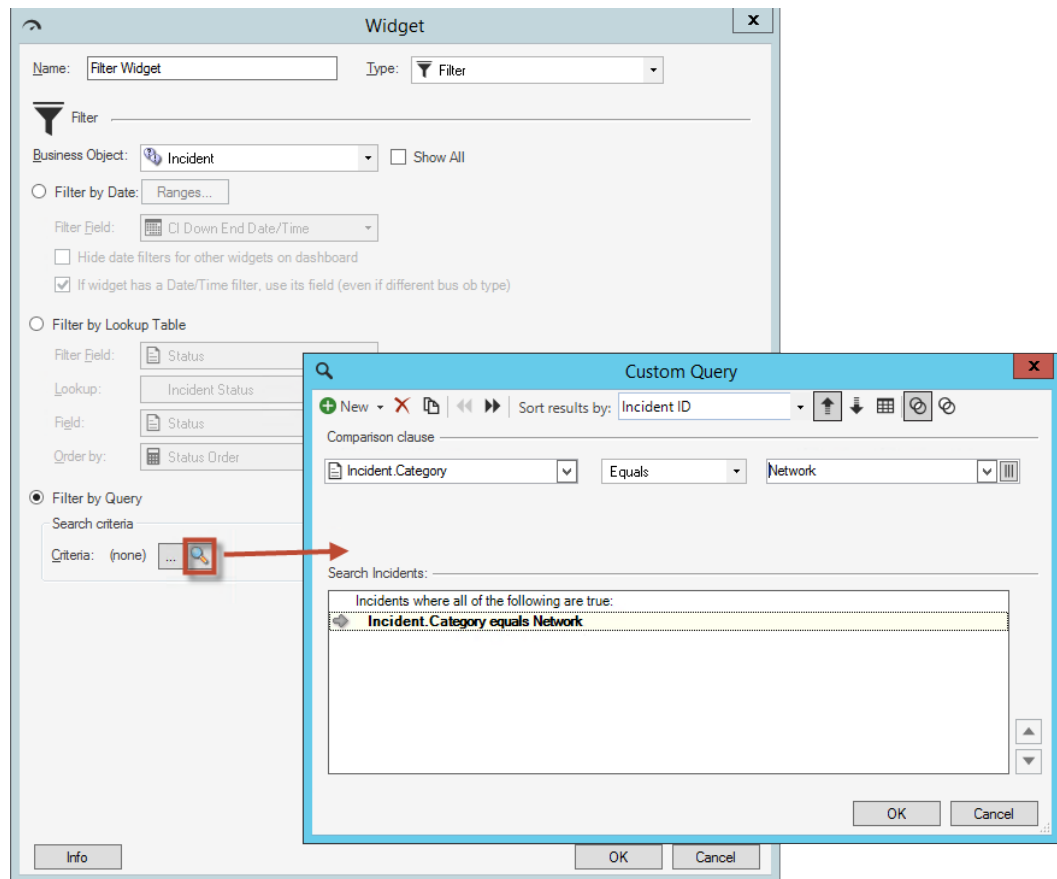 Widget
x
Name: Filter Widget Type: Filter
Filter
Business Object: Incident Show All
Filter by Date: Ranges...
Filter Field: CI Down End Date/Time
Hide date filters for other widgets on dashboard
If widget has a Date/Time filter, use its field (even if different bus ob type)
Filter by Lookup Table
Filter Field: Status
Lookup: Incident Status
Field: Status
Order by: Status Order
Filter by Query
Search criteria
Criteria: (none) ...
Info OK Cancel
Custom Query
x
New Sort results by: Incident ID
Comparison clause
Incident.Category Equals Network
Search Incidents:
Incidents where all of the following are true:
Incident.Category equals Network
OK Cancel